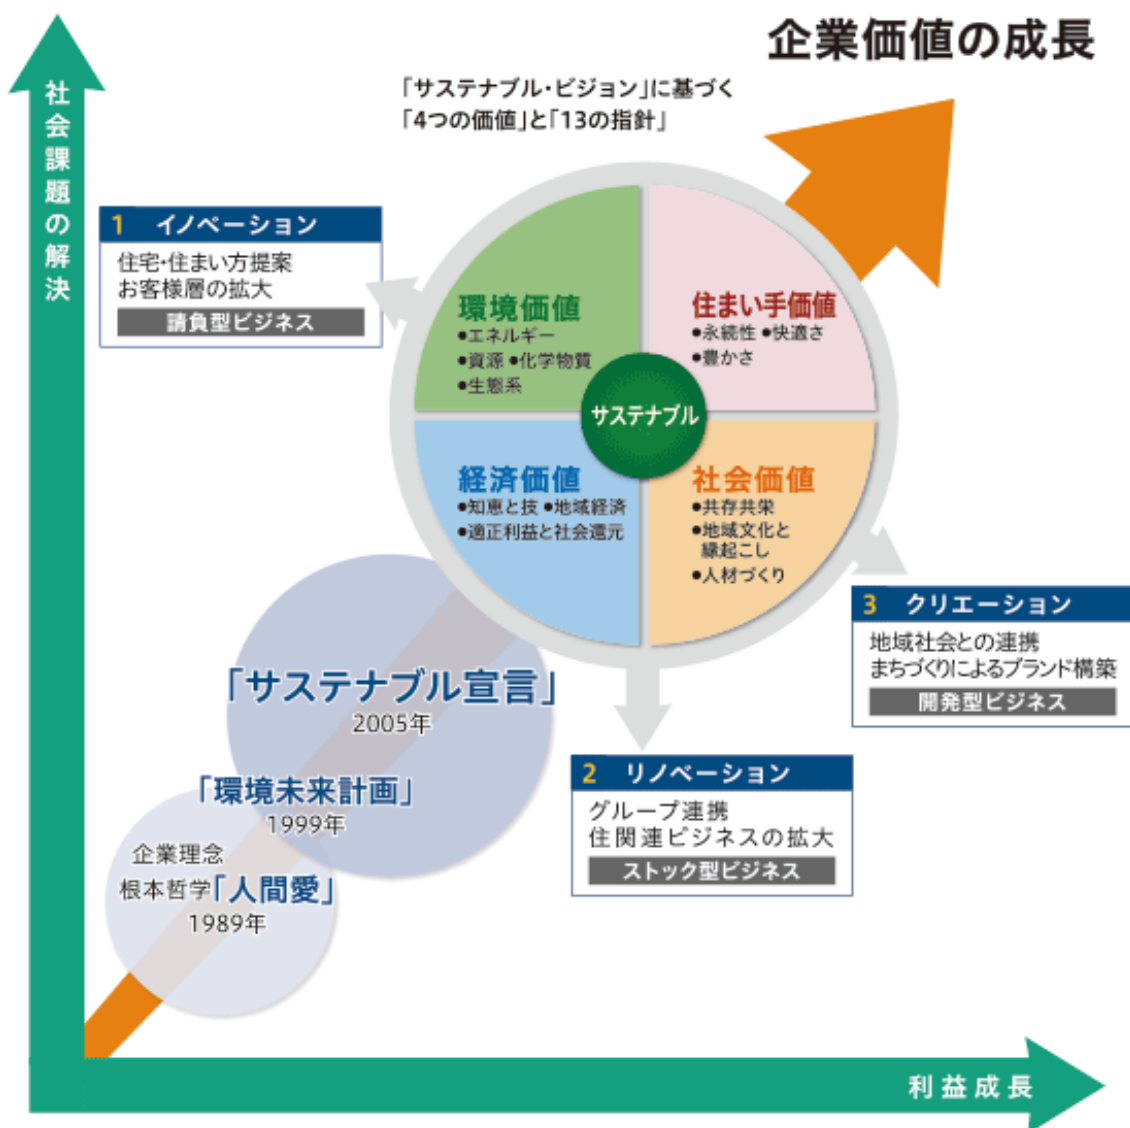 企業価値の成長
社会課題の解決
「サステナブル・ビジョン」に基づく
「4つの価値」と「13の指針」
1 イノベーション
住宅・住まい方提案
お客様層の拡大
請負型ビジネス
環境価値
●エネルギー
●資源 ●化学物質
●生態系
住まい手価値
●永続性 ●快適さ
●豊かさ
サステナブル
経済価値
●知恵と技 ●地域経済
●適正利益と社会還元
社会価値
●共存共栄
●地域文化と
縁起こし
●人材づくり
3 クリエーション
地域社会との連携
まちづくりによるブランド構築
開発型ビジネス
「サステナブル宣言」
2005年
2 リノベーション
グループ連携
住関連ビジネスの拡大
ストック型ビジネス
「環境未来計画」
1999年
企業理念
根本哲学「人間愛」
1989年
利益成長